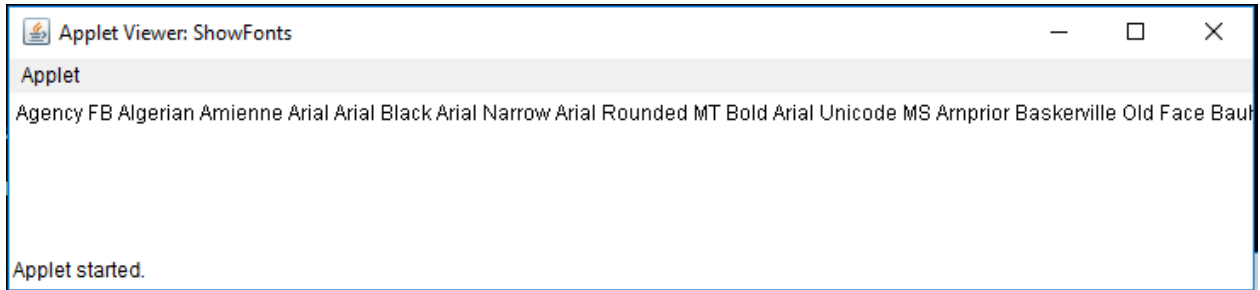 Applet Viewer: ShowFonts
Applet
Agency FB Algerian Amienne Arial Arial Black Arial Narrow Arial Rounded MT Bold Arial Unicode MS Arnprior Baskerville Old Face Bauh
Applet started.